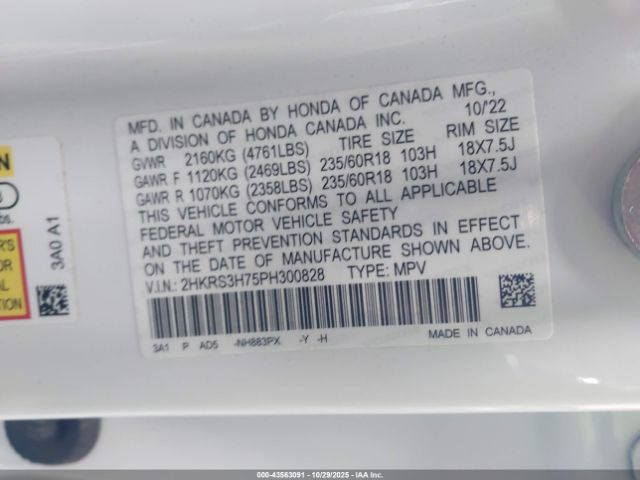 MFD. IN CANADA BY HONDA OF CANADA MFG.,
A DIVISION OF HONDA CANADA INC. 10/'22
GVWR 2160KG (4761LBS) TIRE SIZE RIM SIZE
GAWR F 1120KG (2469LBS) 235/60R18 103H 18X7.5J
GAWR R 1070KG (2358LBS) 235/60R18 103H 18X7.5J
THIS VEHICLE CONFORMS TO ALL APPLICABLE
FEDERAL MOTOR VEHICLE SAFETY
AND THEFT PREVENTION STANDARDS IN EFFECT
ON THE DATE OF MANUFACTURE SHOWN ABOVE.
V.I.N.: 2HKRS3H75PH300828 TYPE: MPV
3A1 P AD5 -NH883PX -Y -H MADE IN CANADA
3A0 A1
000-43563091 - 10/29/2025 - IAA Inc.